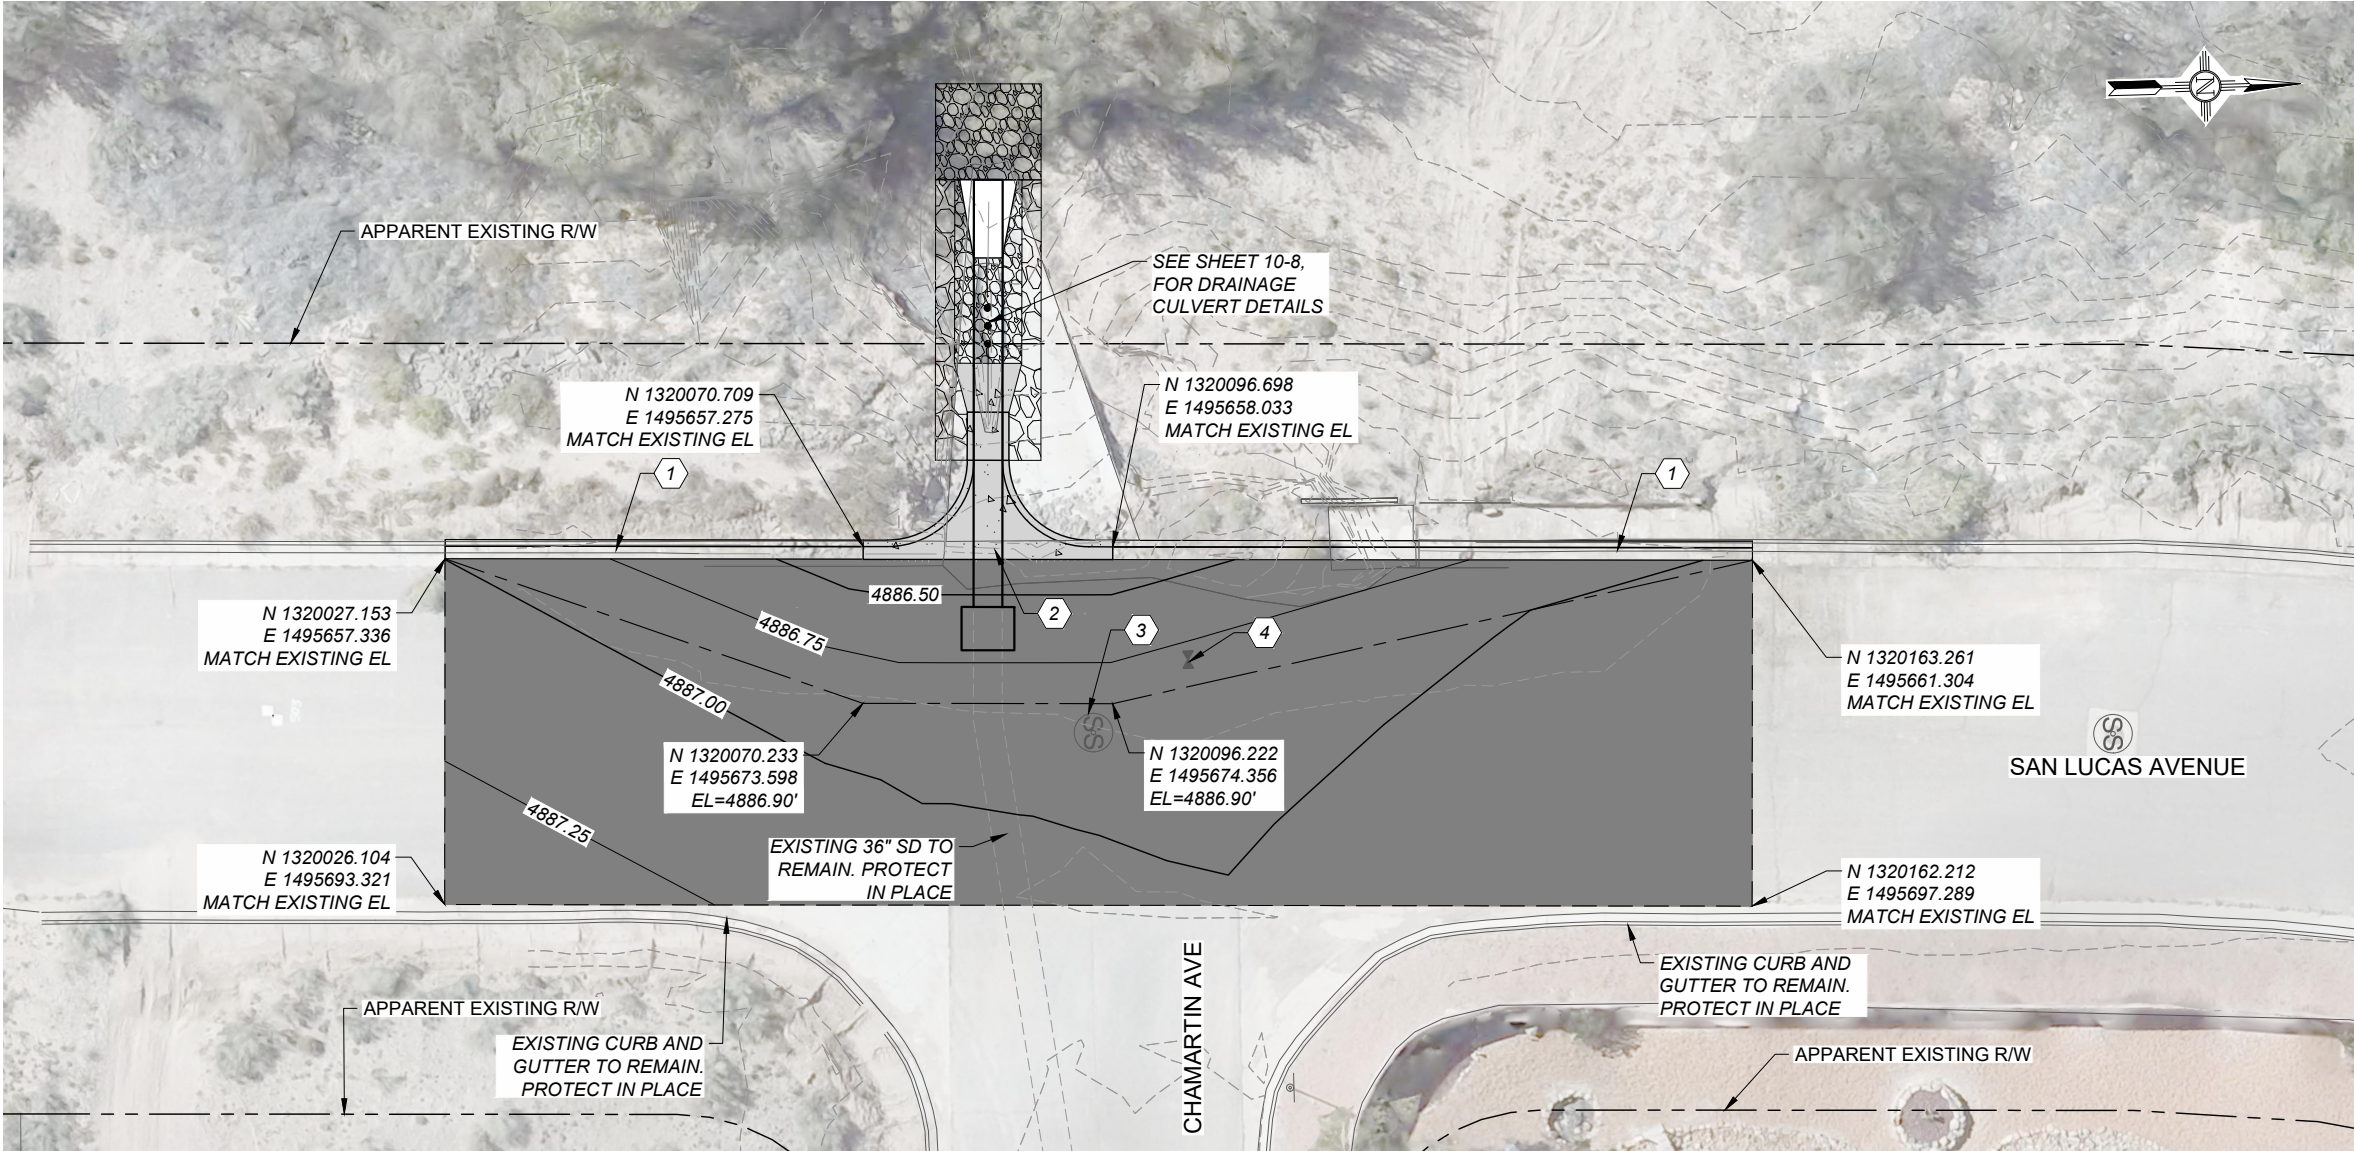 N
APPARENT EXISTING R/W
SEE SHEET 10-8,
FOR DRAINAGE
CULVERT DETAILS
N 1320070.709
E 1495657.275
MATCH EXISTING EL
N 1320096.698
E 1495658.033
MATCH EXISTING EL
1
1
4886.50
2
3
4
4886.75
N 1320027.153
E 1495657.336
MATCH EXISTING EL
4887.00
N 1320163.261
E 1495661.304
MATCH EXISTING EL
SOS
SS
SS
SAN LUCAS AVENUE
N 1320070.233
E 1495673.598
EL=4886.90'
N 1320096.222
E 1495674.356
EL=4886.90'
4887.25
EXISTING 36" SD TO
REMAIN. PROTECT
IN PLACE
N 1320026.104
E 1495693.321
MATCH EXISTING EL
N 1320162.212
E 1495697.289
MATCH EXISTING EL
CHAMARTIN AVE
EXISTING CURB AND
GUTTER TO REMAIN.
PROTECT IN PLACE
APPARENT EXISTING R/W
EXISTING CURB AND
GUTTER TO REMAIN.
PROTECT IN PLACE
APPARENT EXISTING R/W